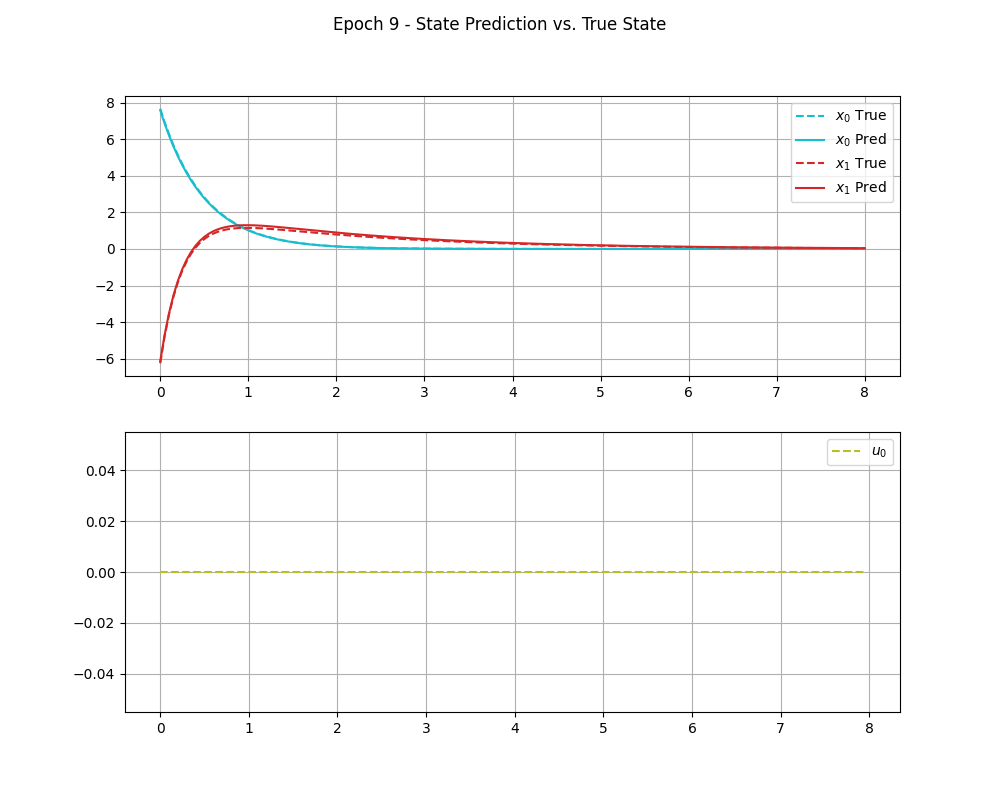 Epoch 9 - State Prediction vs. True State
8
6
4
2
0
−2
−4
−6
x₀ True
x₀ Pred
x₁ True
x₁ Pred
0 1 2 3 4 5 6 7 8
0.04
0.02
0.00
−0.02
−0.04
u₀
0 1 2 3 4 5 6 7 8